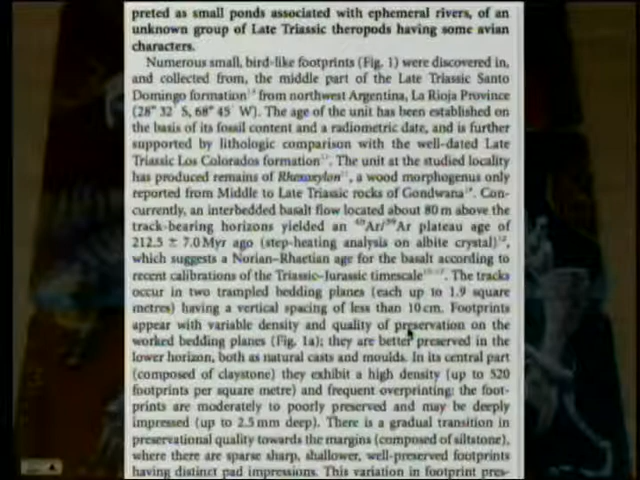 preted as small ponds associated with ephemeral rivers, of an
unknown group of Late Triassic theropods having some avian
characters.
Numerous small, bird-like footprints (Fig. 1) were discovered in,
and collected from, the middle part of the Late Triassic Santo
Domingo formation from northwest Argentina, La Rioja Province
(28° 32´ S, 68° 45´ W). The age of the unit has been established on
the basis of its fossil content and a radiometric date, and is further
supported by lithologic comparison with the well-dated Late
Triassic Los Colorados formation. The unit at the studied locality
has produced remains of Rhexoxylon, a wood morphogenus only
reported from Middle to Late Triassic rocks of Gondwana. Con-
currently, an interbedded basalt flow located about 80 m above the
track-bearing horizons yielded an ⁴⁰Ar/³⁹Ar plateau age of
212.5 ± 7.0 Myr ago (step-heating analysis on albite crystal),
which suggests a Norian–Rhaetian age for the basalt according to
recent calibrations of the Triassic–Jurassic timescale. The tracks
occur in two trampled bedding planes (each up to 1.9 square
metres) having a vertical spacing of less than 10 cm. Footprints
appear with variable density and quality of preservation on the
worked bedding planes (Fig. 1a); they are better preserved in the
lower horizon, both as natural casts and moulds. In its central part
(composed of claystone) they exhibit a high density (up to 520
footprints per square metre) and frequent overprinting: the foot-
prints are moderately to poorly preserved and may be deeply
impressed (up to 2.5 mm deep). There is a gradual transition in
preservational quality towards the margins (composed of siltstone),
where there are sparse sharp, shallower, well-preserved footprints
having distinct pad impressions. This variation in footprint pres-